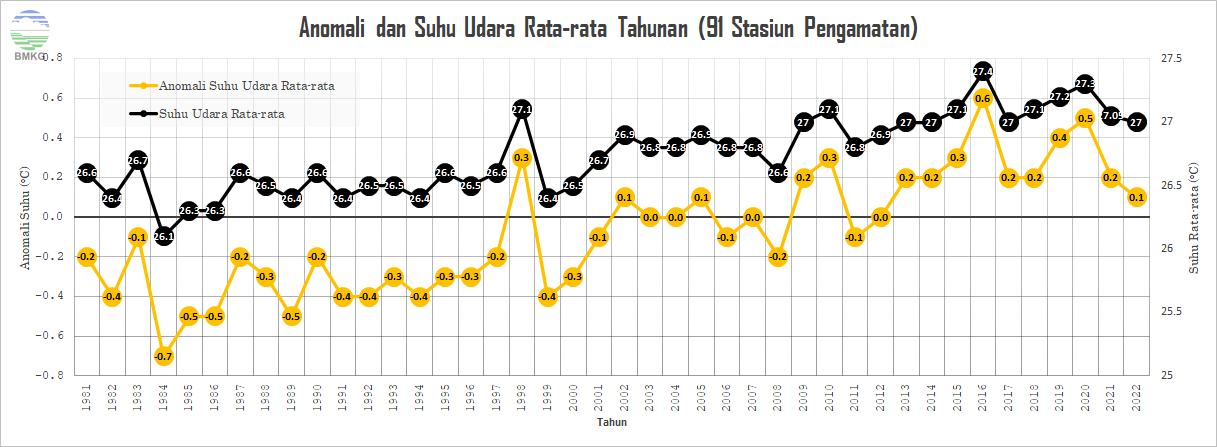 Anomali dan Suhu Udara Rata-rata Tahunan (91 Stasiun Pengamatan)
BMKG
0.8 0.6 0.4 0.2 0.0 -0.2 -0.4 -0.6 -0.8
Anomali Suhu (°C)
Anomali Suhu Udara Rata-rata
Suhu Udara Rata-rata
26.6 26.4 26.7 26.1 26.3 26.3 26.6 26.5 26.4 26.6 26.4 26.5 26.5 26.4 26.6 26.5 26.6 27.1 26.4 26.5 26.7 26.9 26.8 26.8 26.9 26.8 26.8 26.6 27 27.1 26.8 26.9 27 27 27.1 27.4 27 27.1 27.2 27.3 27.05 27
-0.2 -0.4 -0.1 -0.7 -0.5 -0.5 -0.2 -0.3 -0.5 -0.2 -0.4 -0.4 -0.3 -0.4 -0.3 -0.3 -0.2 0.3 -0.4 -0.3 -0.1 0.1 0.0 0.0 0.1 -0.1 0.0 -0.2 0.2 0.3 -0.1 0.0 0.2 0.2 0.3 0.6 0.2 0.2 0.4 0.5 0.2 0.1
27.5 27 26.5 26 25.5 25
Suhun Rata-rata (°C)
1981 1982 1983 1984 1985 1986 1987 1988 1989 1990 1991 1992 1993 1994 1995 1996 1997 1998 1999 2000 2001 2002 2003 2004 2005 2006 2007 2008 2009 2010 2011 2012 2013 2014 2015 2016 2017 2018 2019 2020 2021 2022
Tahun